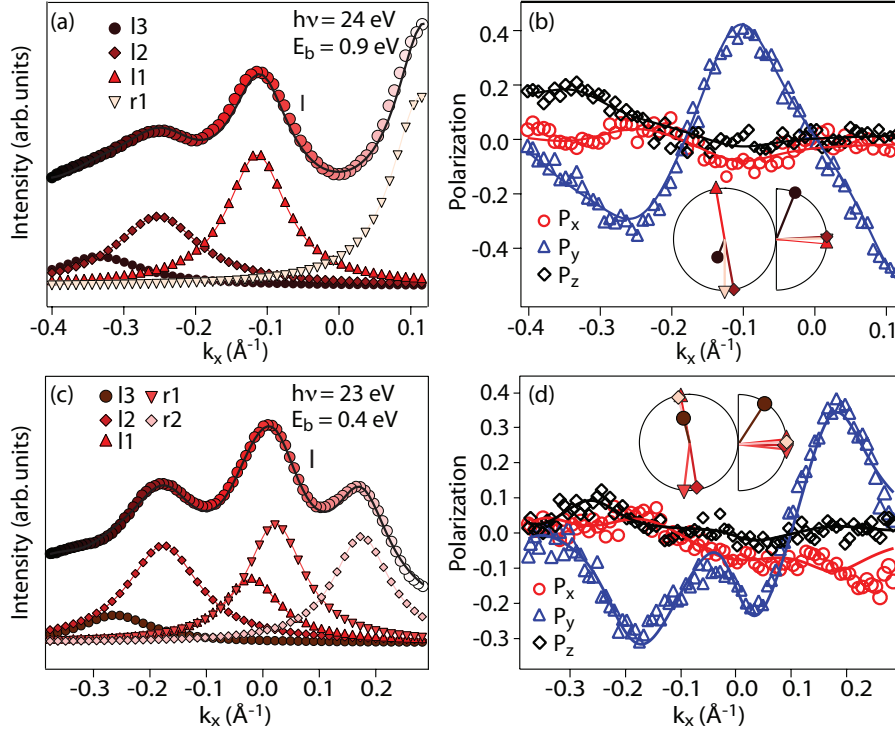 (a)
hν = 24 eV
E_b = 0.9 eV
l3
l2
l1
r1
I
Intensity (arb.units)
-0.4 -0.3 -0.2 -0.1 0.0 0.1
k_x (Å⁻¹)
(b)
0.4
0.2
0.0
-0.2
-0.4
Polarization
P_x
P_y
P_z
-0.4 -0.3 -0.2 -0.1 0.0 0.1
k_x (Å⁻¹)
(c)
l3 r1
l2 r2
l1
hν = 23 eV
E_b = 0.4 eV
I
Intensity (arb.units)
-0.3 -0.2 -0.1 0.0 0.1 0.2
k_x (Å⁻¹)
(d)
0.4
0.3
0.2
0.1
0.0
-0.1
-0.2
-0.3
Polarization
P_x
P_y
P_z
-0.3 -0.2 -0.1 0.0 0.1 0.2
k_x (Å⁻¹)